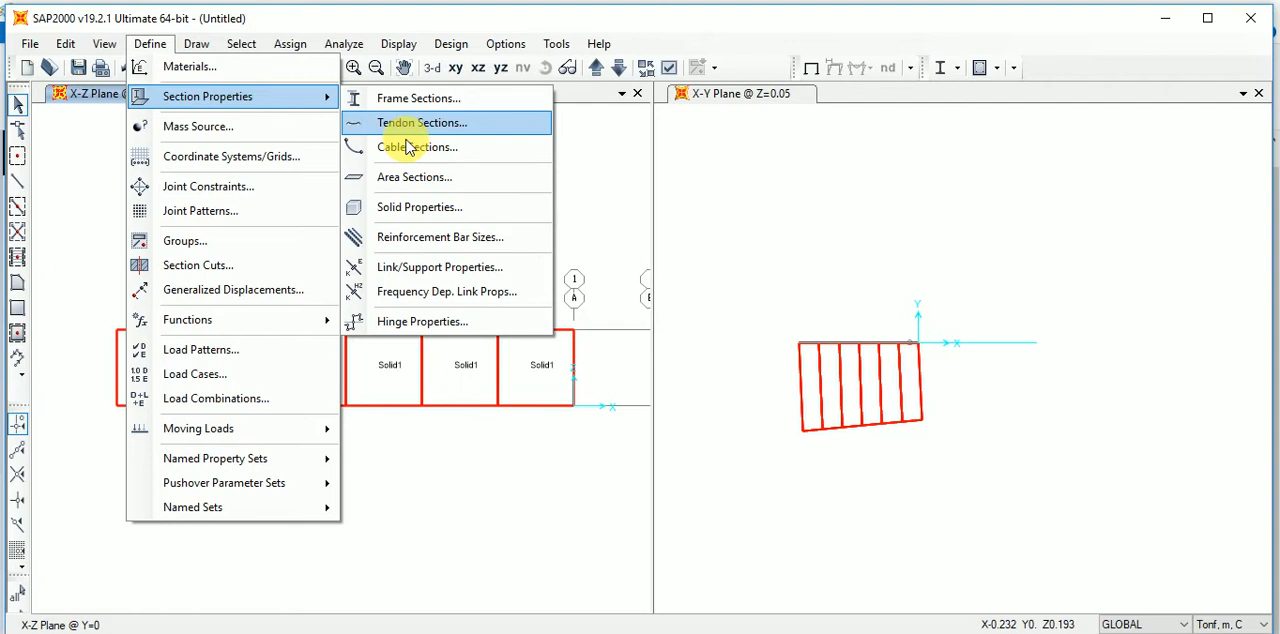 SAP2000 v19.2.1 Ultimate 64-bit - (Untitled)
File Edit View Define Draw Select Assign Analyze Display Design Options Tools Help
3-d xy xz yz nv nd
X-Z Plane @
X-Y Plane @ Z=0.05
Materials...
Section Properties
Mass Source...
Coordinate Systems/Grids...
Joint Constraints...
Joint Patterns...
Groups...
Section Cuts...
Generalized Displacements...
Functions
Load Patterns...
Load Cases...
Load Combinations...
Moving Loads
Named Property Sets
Pushover Parameter Sets
Named Sets
Frame Sections...
Tendon Sections...
Cable Sections...
Area Sections...
Solid Properties...
Reinforcement Bar Sizes...
Link/Support Properties...
Frequency Dep. Link Props...
Hinge Properties...
1
A
Solid1 Solid1 Solid1
X
Y
X
all
X-Z Plane @ Y=0
X-0.232 Y0. Z0.193
GLOBAL
Tonf, m, C